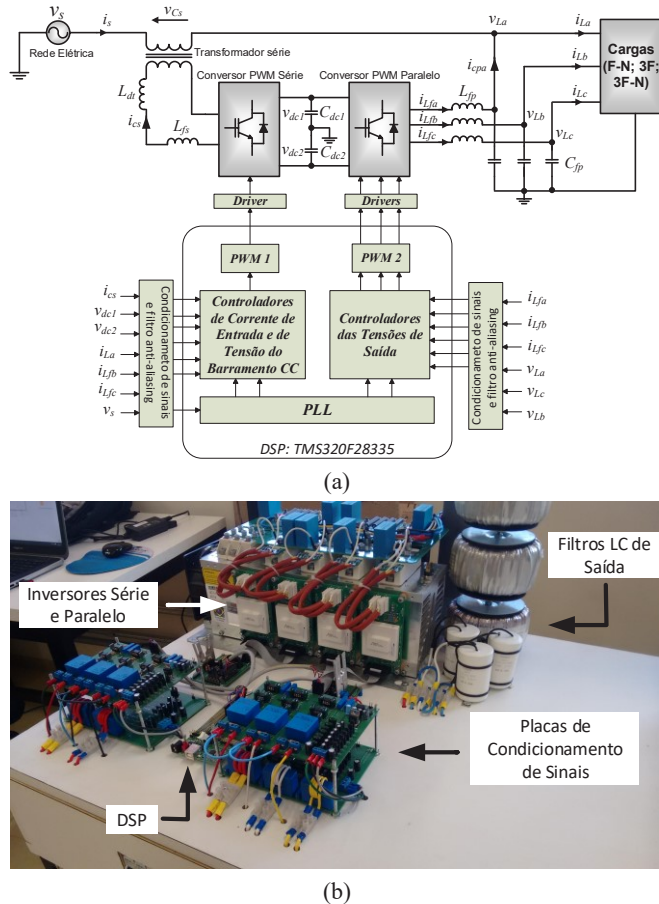 v_s
i_s
v_Cs
Rede Elétrica
Transformador série
v_La
i_La
i_Lb
i_Lc
Cargas
(F-N; 3F;
3F-N)
i_cpa
L_dt
i_cs
L_fs
Conversor PWM Série
Conversor PWM Paralelo
v_dc1
C_dc1
v_dc2
C_dc2
i_Lfa
i_Lfb
i_Lfc
L_fp
v_Lb
v_Lc
C_fp
Driver
Drivers
PWM 1
PWM 2
i_cs
v_dc1
v_dc2
i_La
i_Lfb
i_Lfc
v_s
Condicionameto de sinais
e filtro anti-aliasing
Controladores
de Corrente de
Entrada e de
Tensão do
Barramento CC
Controladores
das Tensões de
Saída
Condicionameto de sinais
e filtro anti-aliasing
i_Lfa
i_Lfb
i_Lfc
v_La
v_Lc
v_Lb
PLL
DSP: TMS320F28335
(a)
Inversores Série
e Paralelo
Filtros LC de
Saída
Placas de
Condicionamento
de Sinais
DSP
(b)